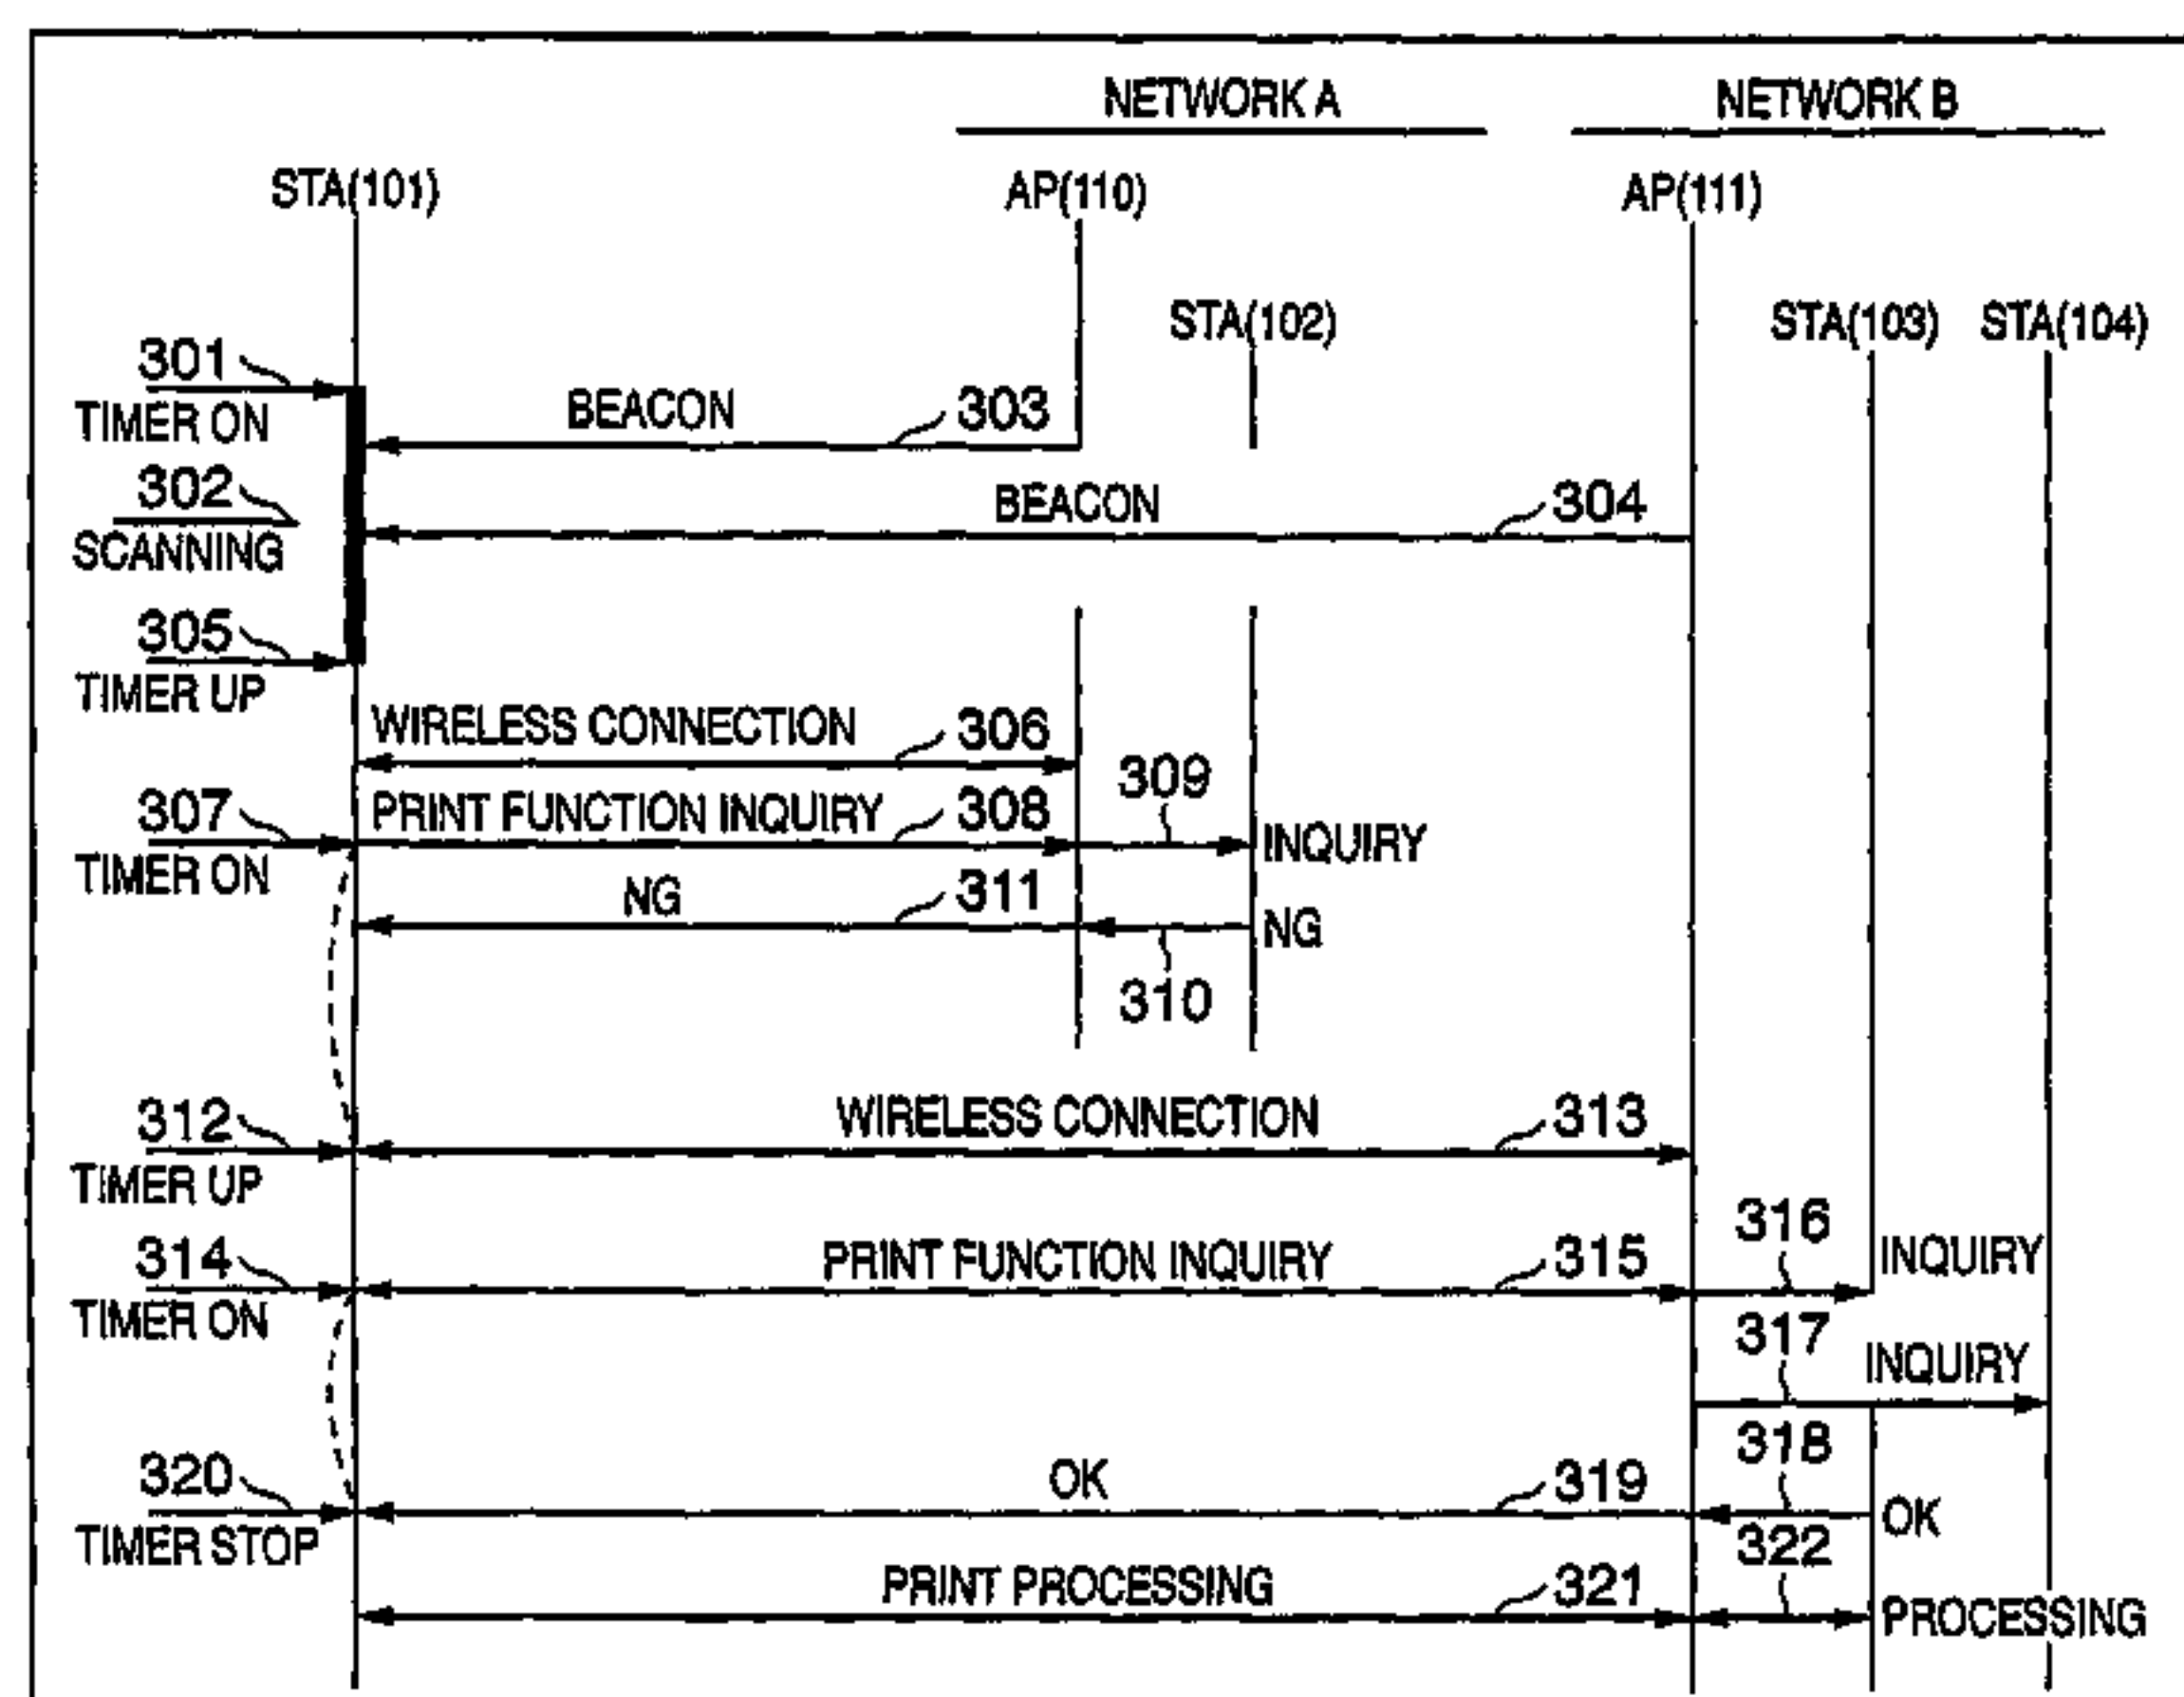 NETWORK A NETWORK B
STA(101) AP(110) AP(111)
STA(102) STA(103) STA(104)
301
TIMER ON BEACON 303
302 BEACON 304
SCANNING
305
TIMER UP
WIRELESS CONNECTION 306 309
307 PRINT FUNCTION INQUIRY 308 INQUIRY
TIMER ON
NG 311 NG
310
312 WIRELESS CONNECTION 313
TIMER UP
316
314 PRINT FUNCTION INQUIRY 315 INQUIRY
TIMER ON 317
INQUIRY
318
320 OK 319 OK
TIMER STOP 322
PRINT PROCESSING 321 PROCESSING